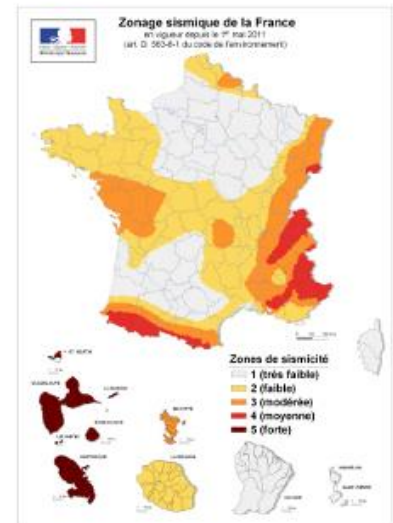 Zonage sismique de la France
en vigueur depuis le 1er mai 2011
(art. D. 563-8-1 du code de l'environnement)
Zones de sismicité
1 (très faible)
2 (faible)
3 (modérée)
4 (moyenne)
5 (forte)
GUADELOUPE
MARTINIQUE
MAYOTTE
LA REUNION